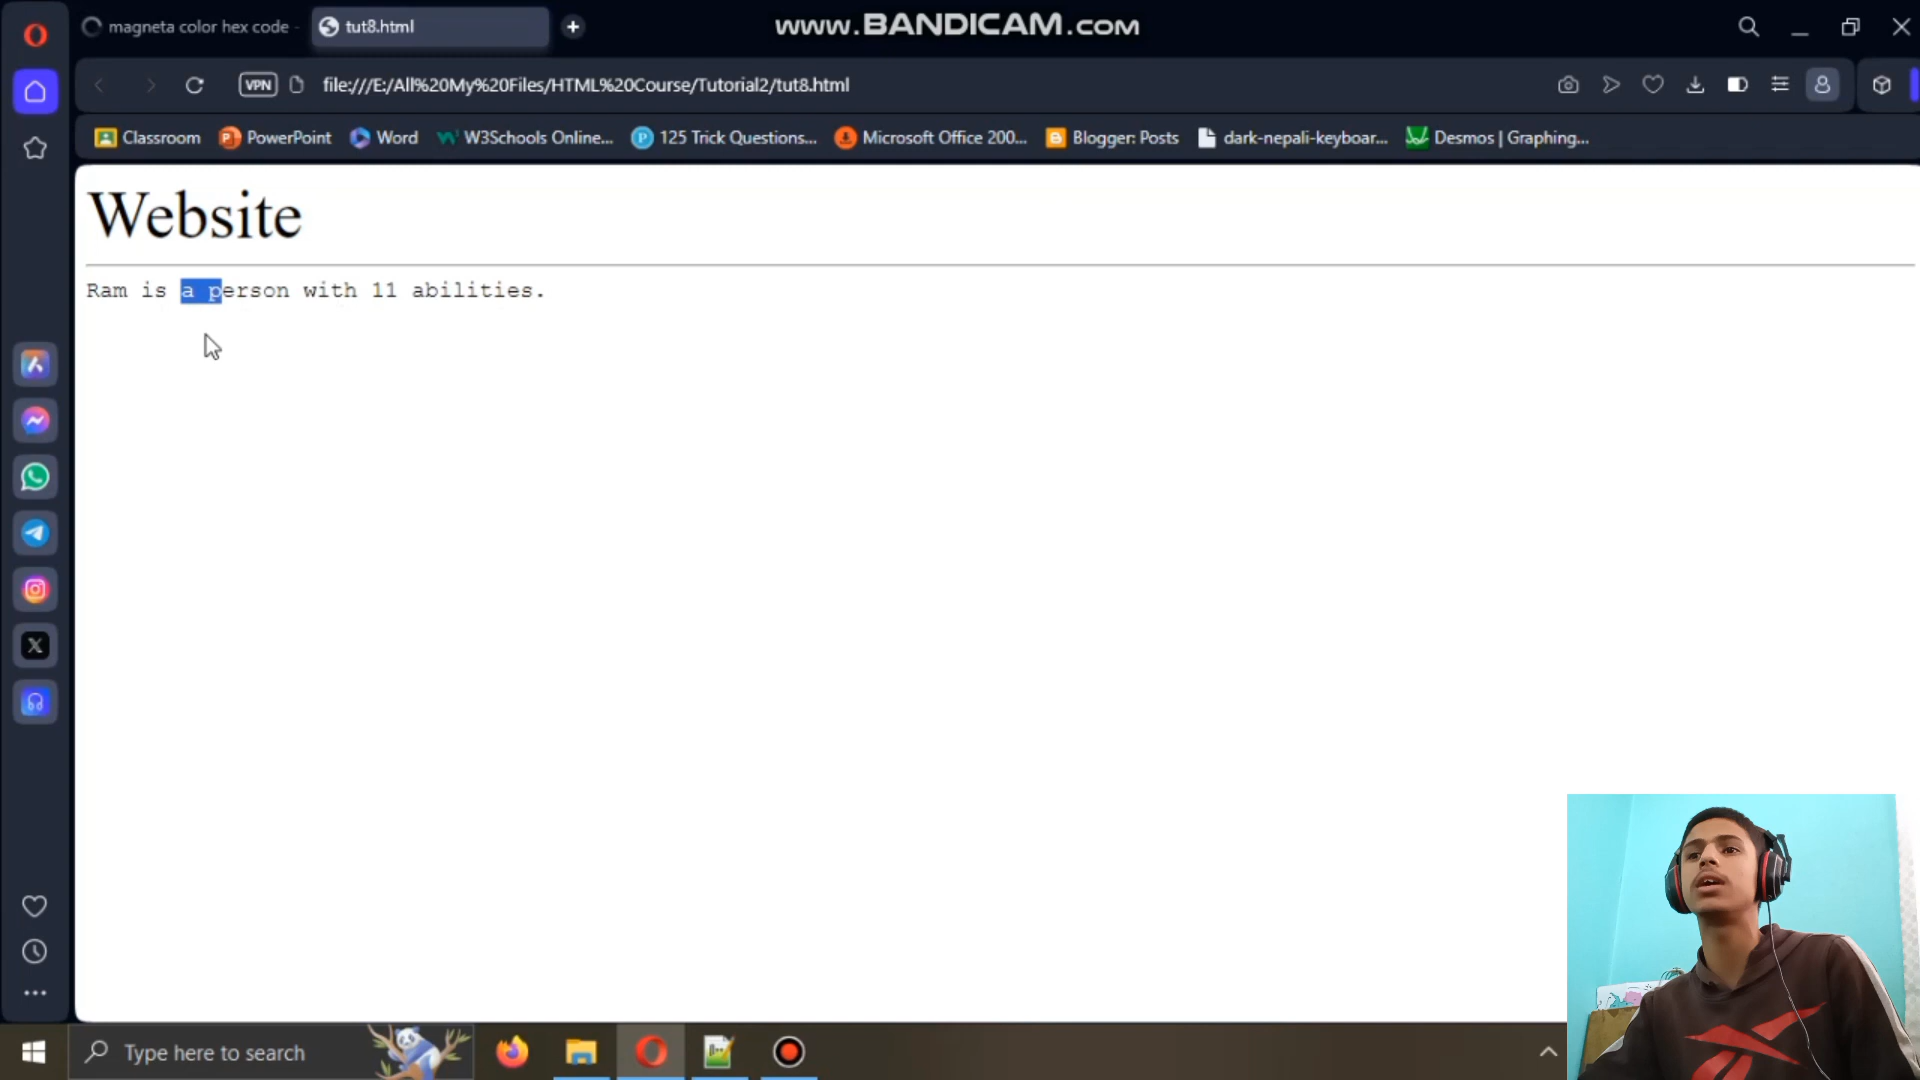 magneta color hex code -
tut8.html
www.BANDICAM.com
VPN
file:///E:/All%20My%20Files/HTML%20Course/Tutorial2/tut8.html
Classroom
PowerPoint
Word
W3Schools Online...
125 Trick Questions...
Microsoft Office 200...
Blogger: Posts
dark-nepali-keyboar...
Desmos | Graphing...
Website
Ram is a person with 11 abilities.
Type here to search